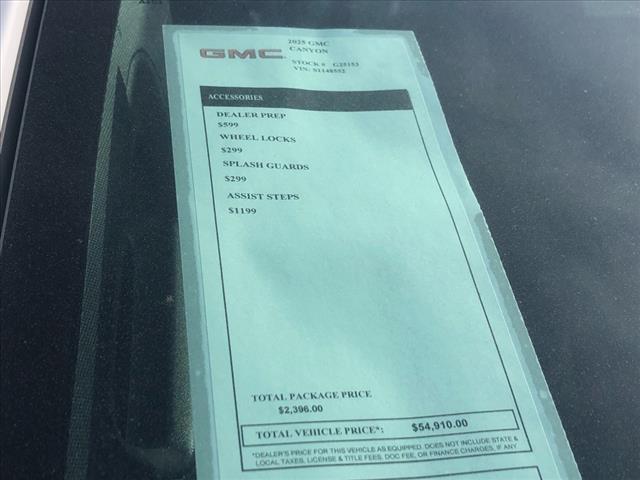 2025 GMC
CANYON
GMC
STOCK # G25153
VIN: S1148552
ACCESSORIES
DEALER PREP
$599
WHEEL LOCKS
$299
SPLASH GUARDS
$299
ASSIST STEPS
$1199
TOTAL PACKAGE PRICE
$2,396.00
TOTAL VEHICLE PRICE*: $54,910.00
*DEALER'S PRICE FOR THIS VEHICLE AS EQUIPPED. DOES NOT INCLUDE STATE &
LOCAL TAXES, LICENSE & TITLE FEES, DOC FEE, OR FINANCE CHARGES, IF ANY